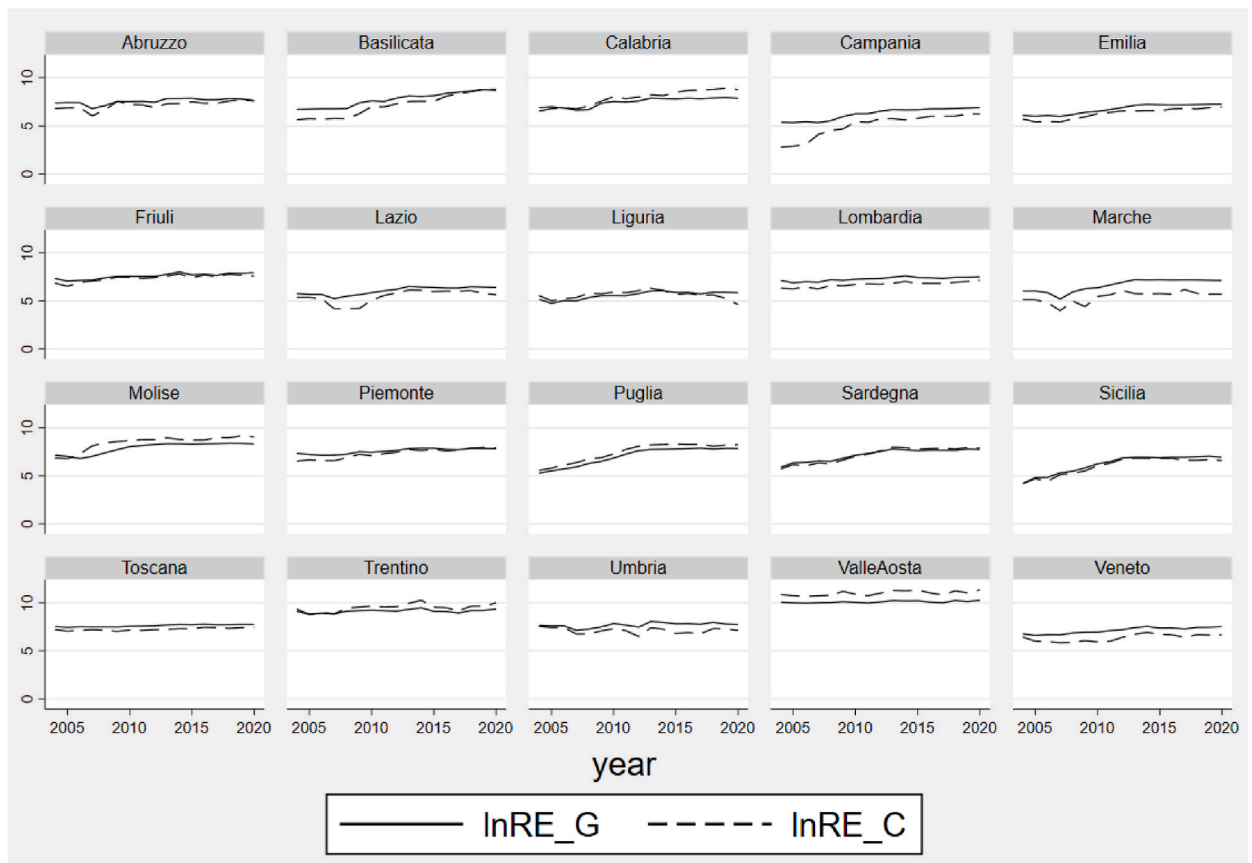 Abruzzo Basilicata Calabria Campania Emilia
10
5
0
Friuli Lazio Liguria Lombardia Marche
10
5
0
Molise Piemonte Puglia Sardegna Sicilia
10
5
0
Toscana Trentino Umbria ValleAosta Veneto
10
5
0
2005 2010 2015 2020 2005 2010 2015 2020 2005 2010 2015 2020 2005 2010 2015 2020 2005 2010 2015 2020
year
lnRE_G lnRE_C